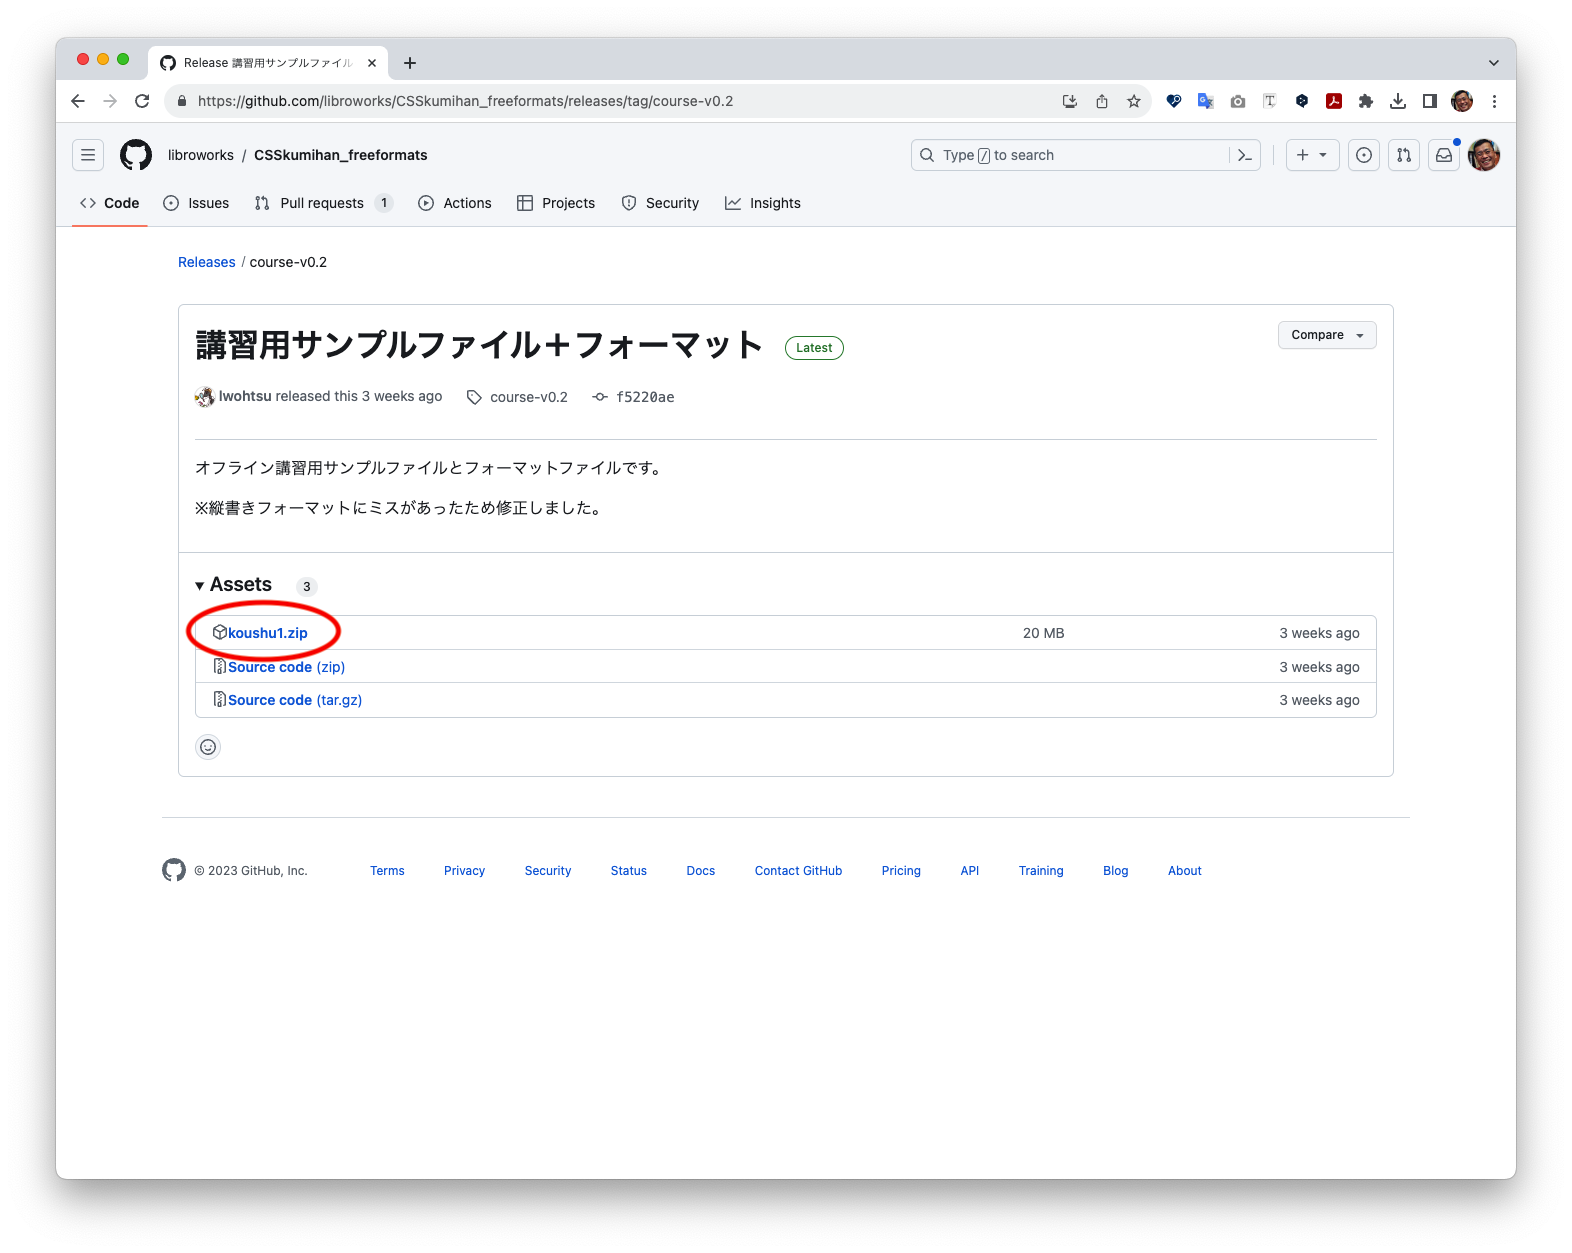 Release 講習用サンプルファイル
https://github.com/libroworks/CSSkumihan_freeformats/releases/tag/course-v0.2
libroworks / CSSkumihan_freeformats
Type / to search
Code Issues Pull requests 1 Actions Projects Security Insights
Releases / course-v0.2
講習用サンプルファイル＋フォーマット Latest Compare
lwohtsu released this 3 weeks ago course-v0.2 f5220ae
オフライン講習用サンプルファイルとフォーマットファイルです。
※縦書きフォーマットにミスがあったため修正しました。
Assets 3
koushu1.zip 20 MB 3 weeks ago
Source code (zip) 3 weeks ago
Source code (tar.gz) 3 weeks ago
© 2023 GitHub, Inc. Terms Privacy Security Status Docs Contact GitHub Pricing API Training Blog About